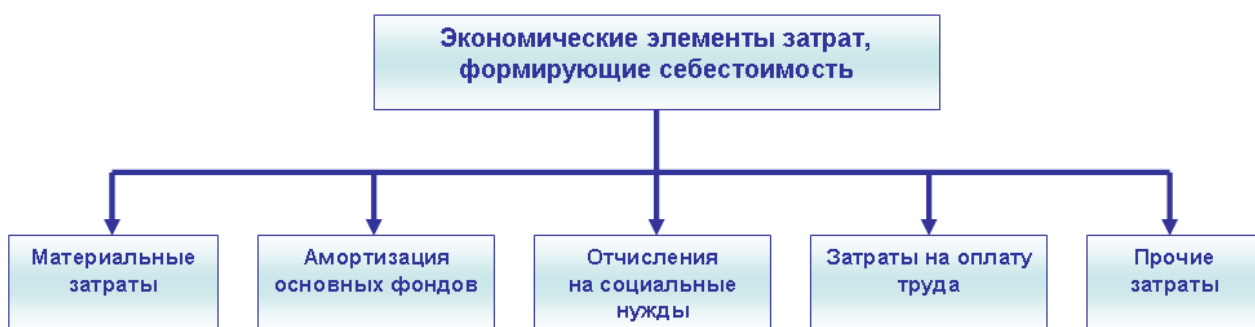 Экономические элементы затрат,
формирующие себестоимость
Материальные
затраты
Амортизация
основных фондов
Отчисления
на социальные
нужды
Затраты на оплату
труда
Прочие
затраты